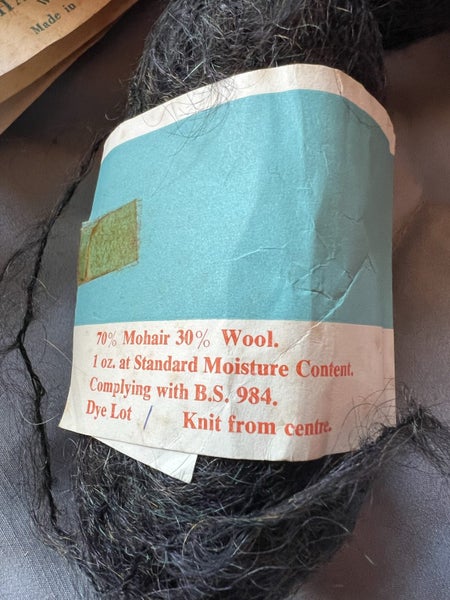 Made in
70% Mohair 30% Wool.
1 oz. at Standard Moisture Content.
Complying with B.S. 984.
Dye Lot / Knit from centre.